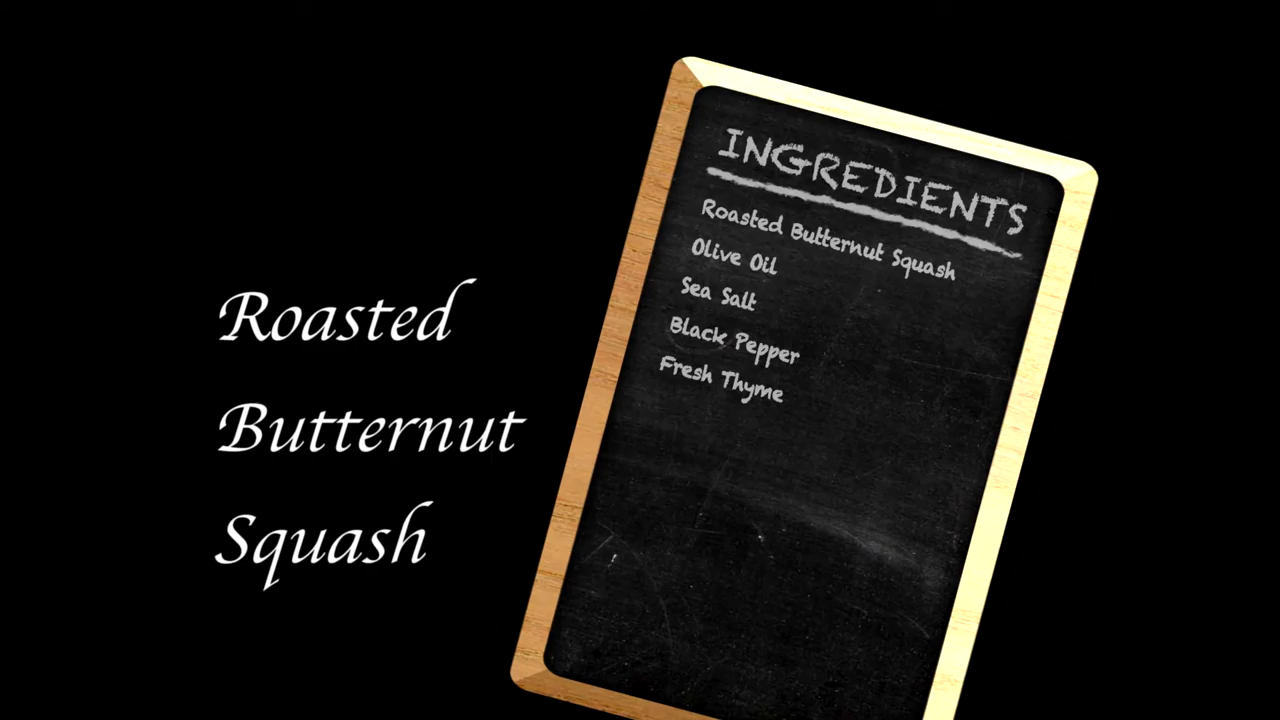 Roasted
Butternut
Squash
INGREDIENTS
Roasted Butternut Squash
Olive Oil
Sea Salt
Black Pepper
Fresh Thyme